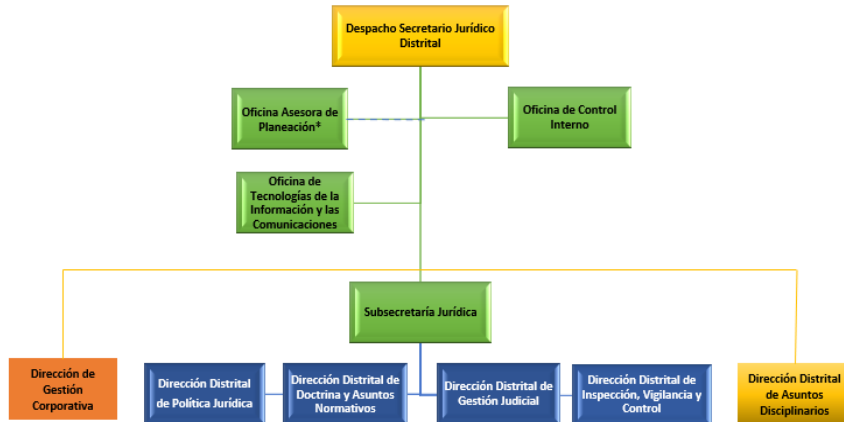 Despacho Secretario Jurídico
Distrital
Oficina Asesora de
Planeación*
Oficina de Control
Interno
Oficina de
Tecnologías de la
Información y las
Comunicaciones
Subsecretaría Jurídica
Dirección de
Gestión
Corporativa
Dirección Distrital
de Política Jurídica
Dirección Distrital de
Doctrina y Asuntos
Normativos
Dirección Distrital de
Gestión Judicial
Dirección Distrital de
Inspección, Vigilancia y
Control
Dirección Distrital
de Asuntos
Disciplinarios